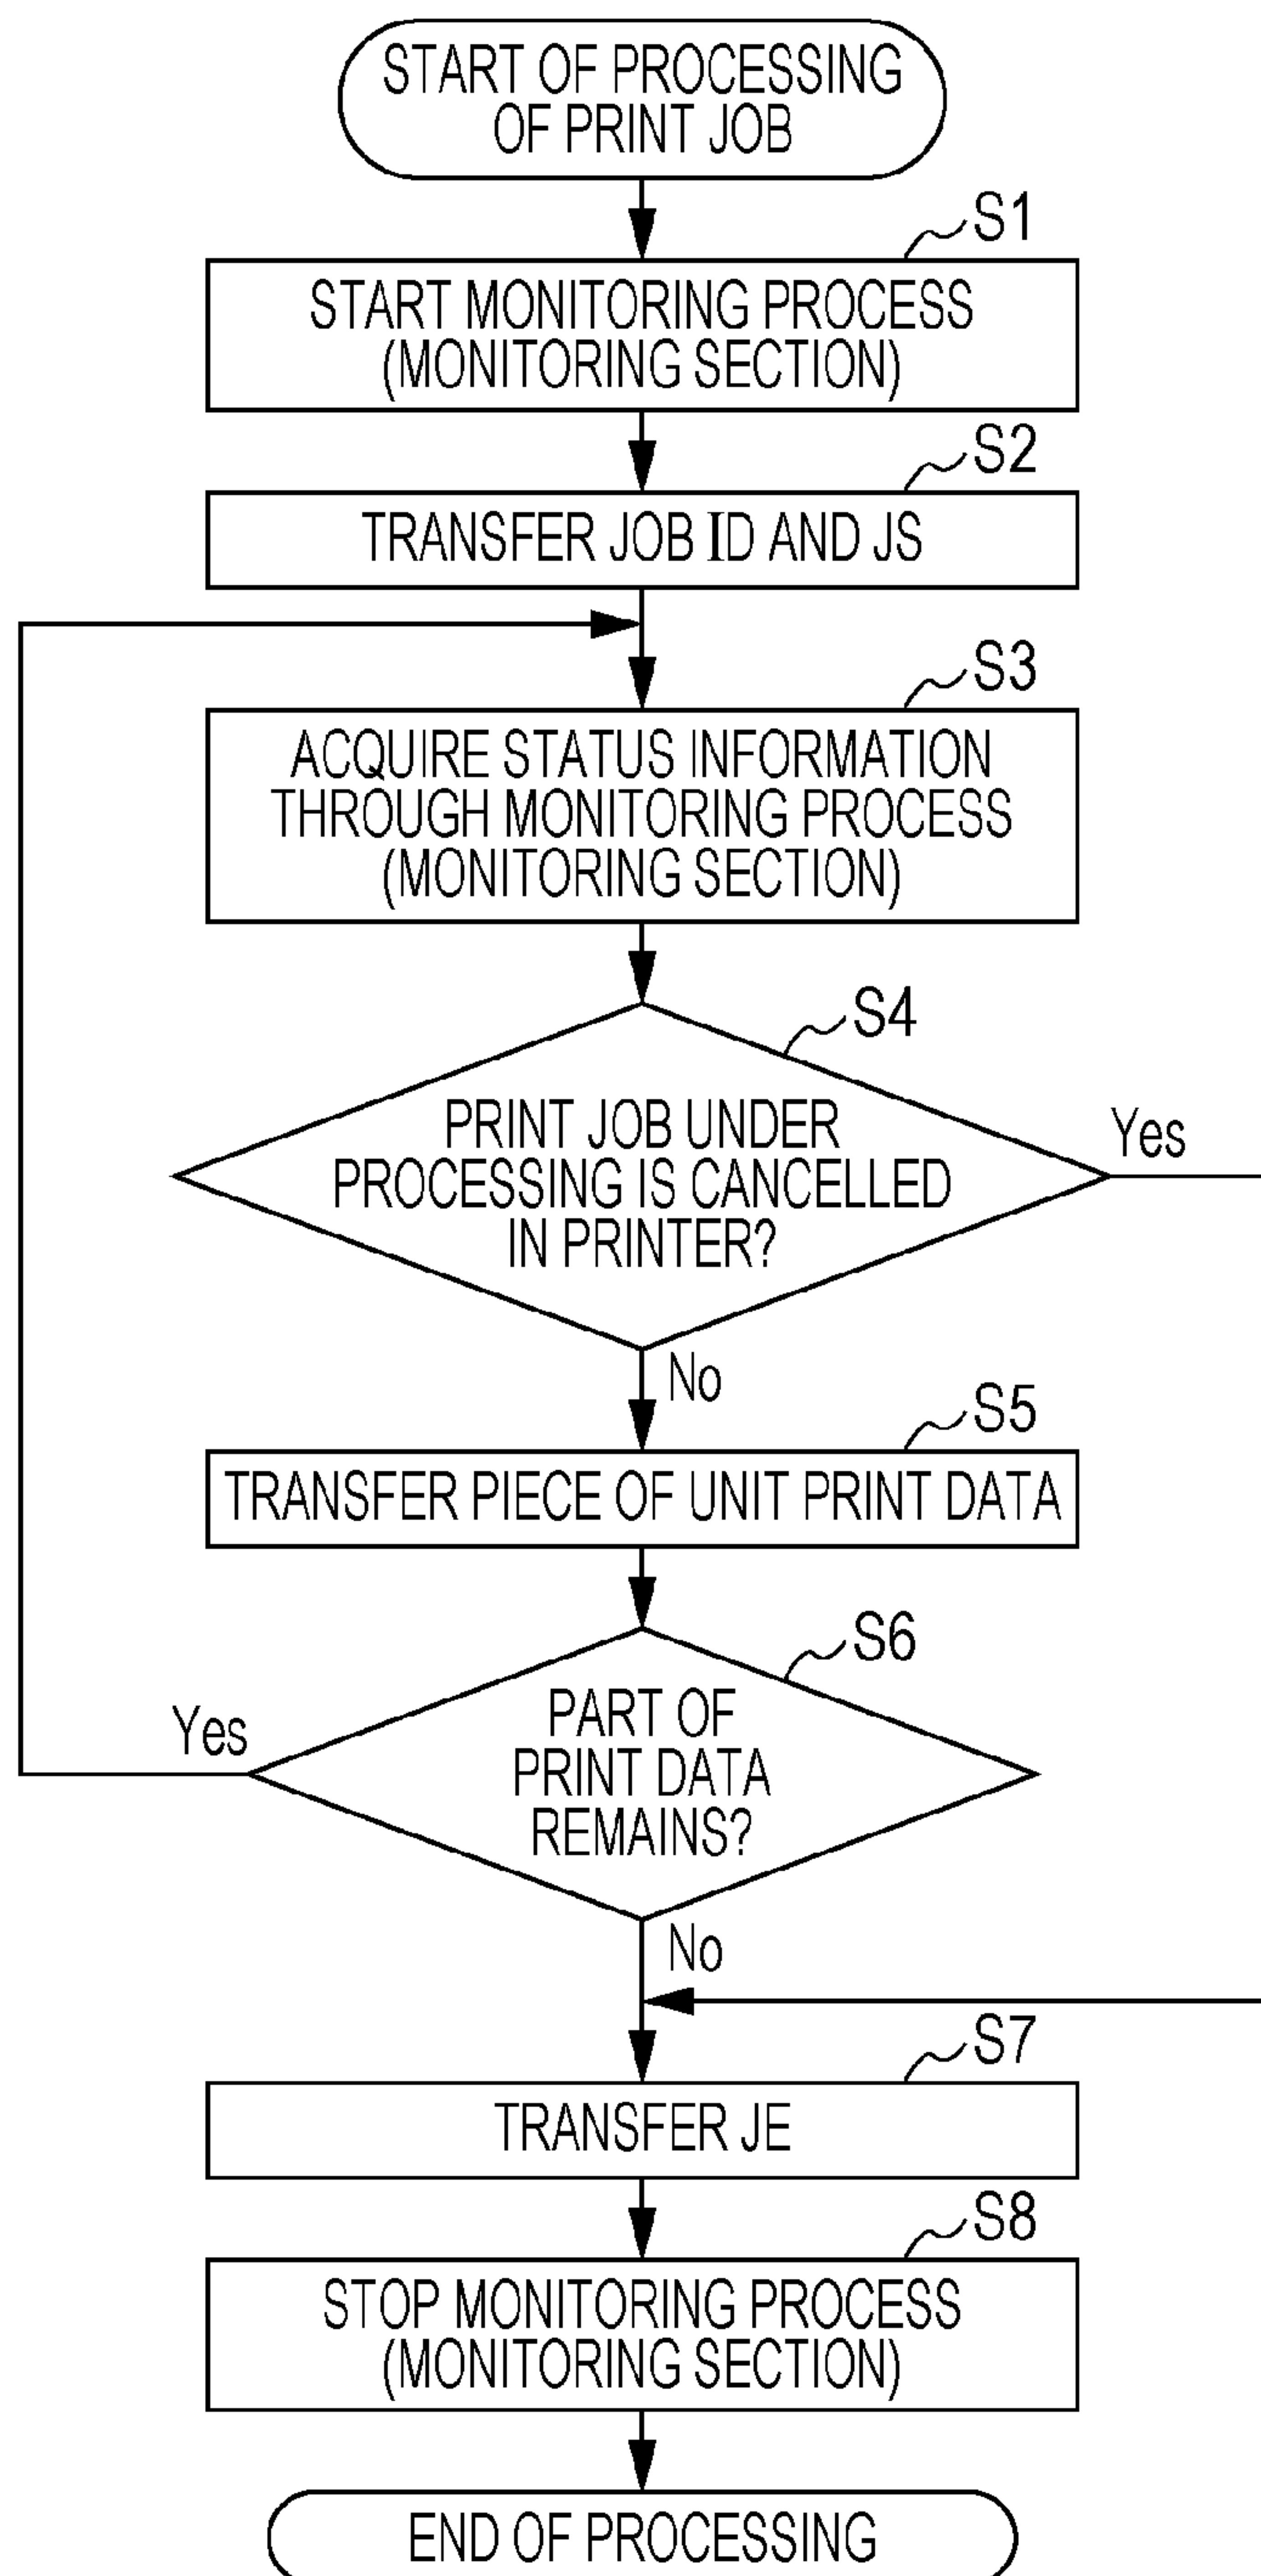 START OF PROCESSING
OF PRINT JOB
S1
START MONITORING PROCESS
(MONITORING SECTION)
S2
TRANSFER JOB ID AND JS
S3
ACQUIRE STATUS INFORMATION
THROUGH MONITORING PROCESS
(MONITORING SECTION)
S4
PRINT JOB UNDER
PROCESSING IS CANCELLED
IN PRINTER?
Yes
No
S5
TRANSFER PIECE OF UNIT PRINT DATA
S6
PART OF
PRINT DATA
REMAINS?
Yes
No
S7
TRANSFER JE
S8
STOP MONITORING PROCESS
(MONITORING SECTION)
END OF PROCESSING